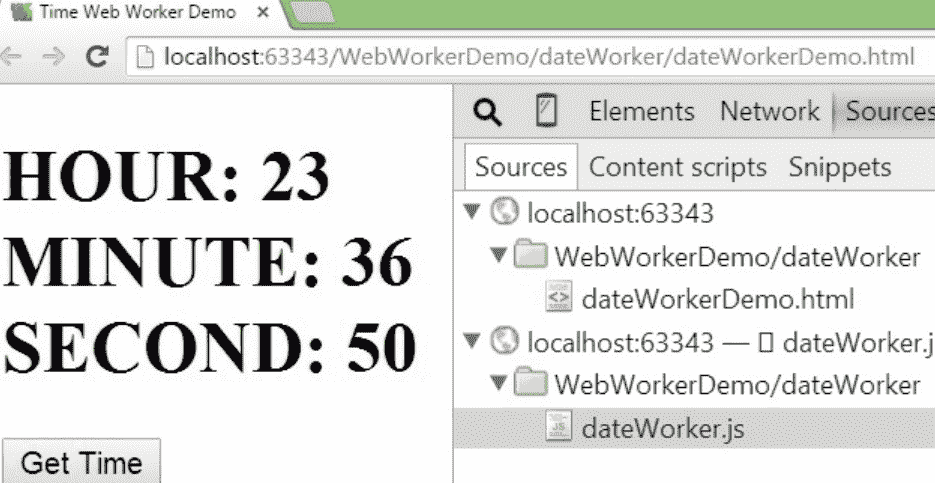 Time Web Worker Demo
localhost:63343/WebWorkerDemo/dateWorker/dateWorkerDemo.html
HOUR: 23
MINUTE: 36
SECOND: 50
Get Time
Elements Network Sources
Sources Content scripts Snippets
localhost:63343
WebWorkerDemo/dateWorker
dateWorkerDemo.html
localhost:63343 — dateWorker.j
WebWorkerDemo/dateWorker
dateWorker.js